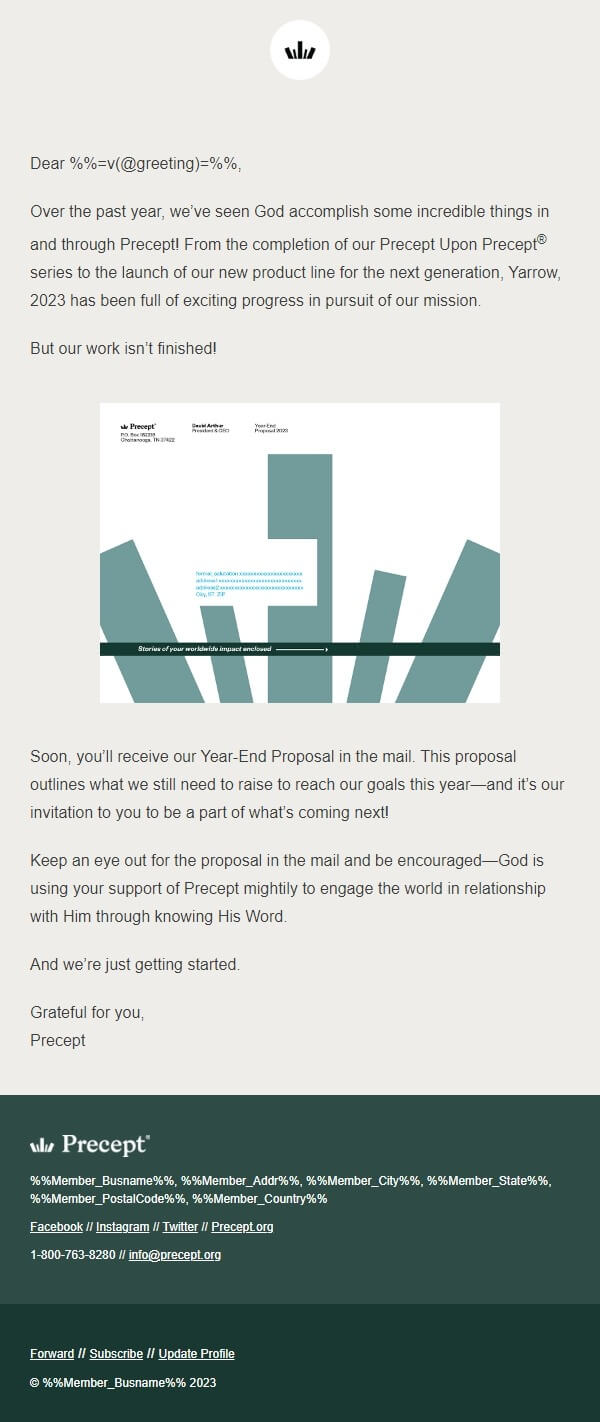 Dear %%=v(@greeting)=%%,
Over the past year, we’ve seen God accomplish some incredible things in
and through Precept! From the completion of our Precept Upon Precept®
series to the launch of our new product line for the next generation, Yarrow,
2023 has been full of exciting progress in pursuit of our mission.
But our work isn’t finished!
Precept®
P.O. Box 182218
Chattanooga, TN 37422
David Arthur
President & CEO
Year-End
Proposal 2023
address1
address2
City, ST ZIP
Stories of your worldwide impact enclosed
Soon, you’ll receive our Year-End Proposal in the mail. This proposal
outlines what we still need to raise to reach our goals this year—and it’s our
invitation to you to be a part of what’s coming next!
Keep an eye out for the proposal in the mail and be encouraged—God is
using your support of Precept mightily to engage the world in relationship
with Him through knowing His Word.
And we’re just getting started.
Grateful for you,
Precept
Precept®
%%Member_Busname%%, %%Member_Addr%%, %%Member_City%%, %%Member_State%%,
%%Member_PostalCode%%, %%Member_Country%%
Facebook // Instagram // Twitter // Precept.org
1-800-763-8280 // info@precept.org
Forward // Subscribe // Update Profile
© %%Member_Busname%% 2023